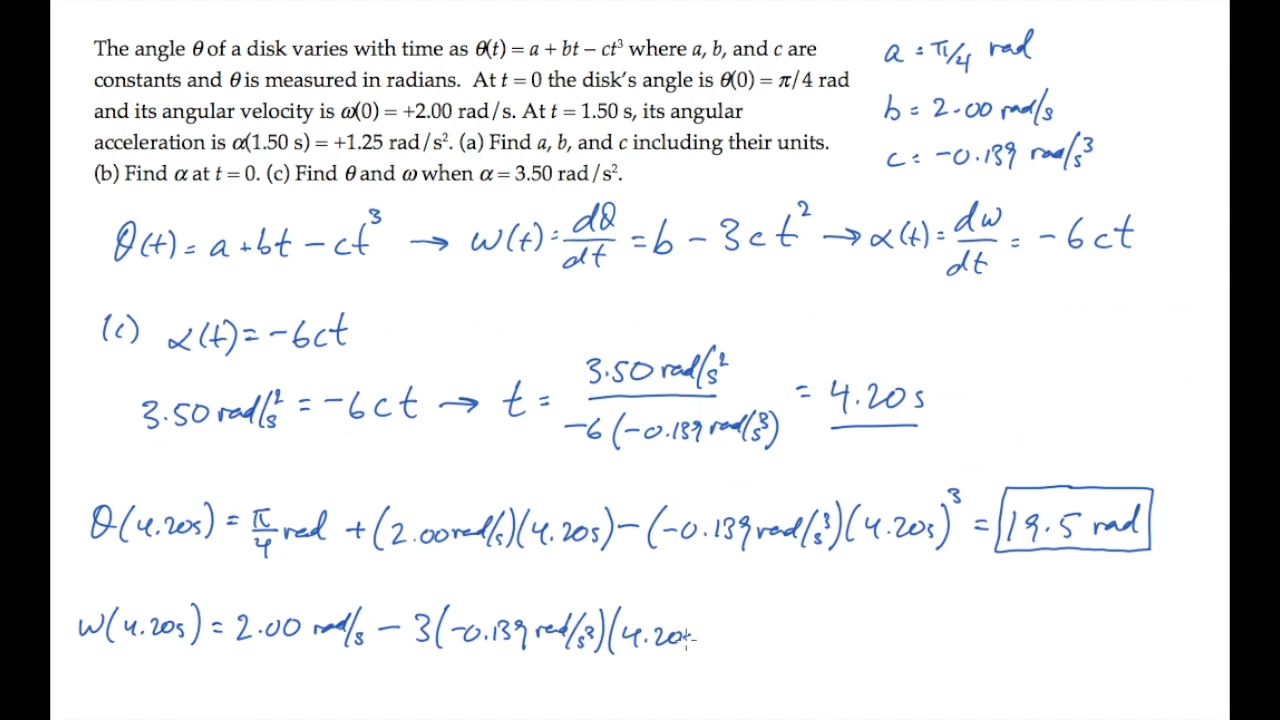 The angle θ of a disk varies with time as θ(t) = a + bt – ct³ where a, b, and c are
constants and θ is measured in radians. At t = 0 the disk's angle is θ(0) = π/4 rad
and its angular velocity is ω(0) = +2.00 rad/s. At t = 1.50 s, its angular
acceleration is α(1.50 s) = +1.25 rad/s². (a) Find a, b, and c including their units.
(b) Find α at t = 0. (c) Find θ and ω when α = 3.50 rad/s².
a = π/4 rad
b = 2.00 rad/s
c = -0.139 rad/s³
θ(t) = a + bt - ct³ → ω(t) = dθ/dt = b - 3ct² → α(t) = dω/dt = -6ct
(c) α(t) = -6ct
3.50 rad/s² = -6ct → t = 3.50 rad/s² / -6(-0.139 rad/s³) = 4.20s
θ(4.20s) = π/4 rad + (2.00 rad/s)(4.20s) - (-0.139 rad/s³)(4.20s)³ = 19.5 rad
ω(4.20s) = 2.00 rad/s - 3(-0.139 rad/s³)(4.20